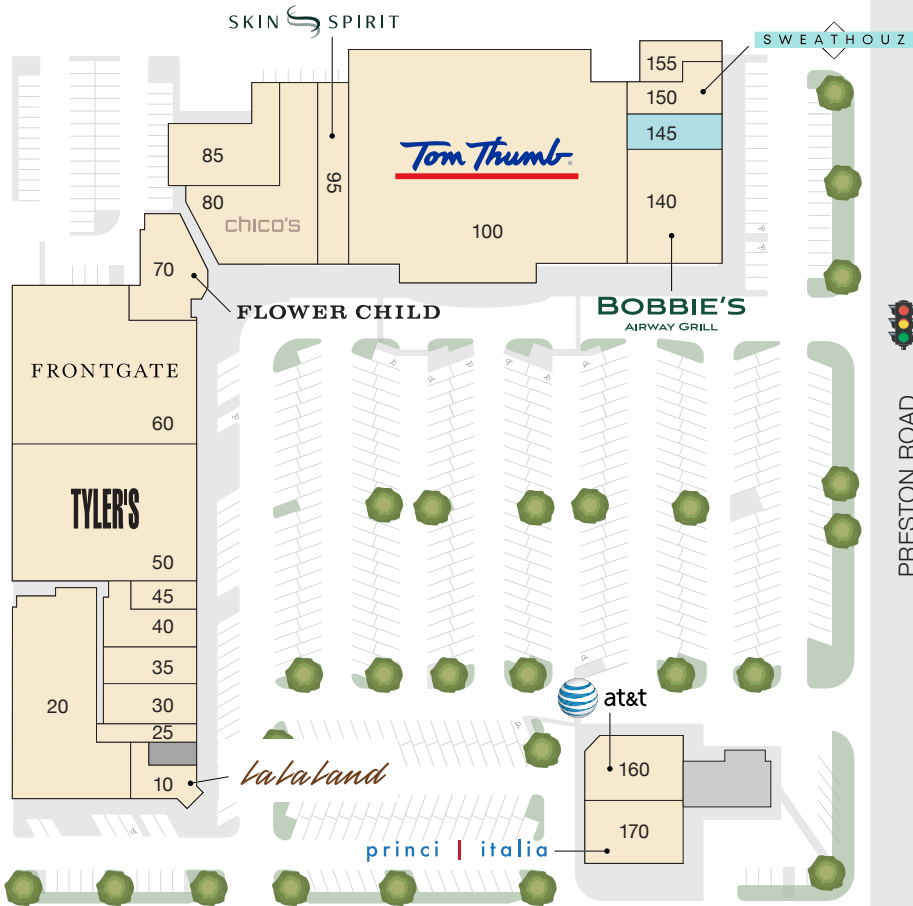 SKIN SPIRIT
SWEATHOUZ
155
150
145
140
85
80
chico's
95
Tom Thumb
100
70
FLOWER CHILD
BOBBIE'S
AIRWAY GRILL
FRONTGATE
60
TYLER'S
50
PRESTON ROAD
45
40
35
30
25
20
10
lalaland
at&t
160
170
princi | italia